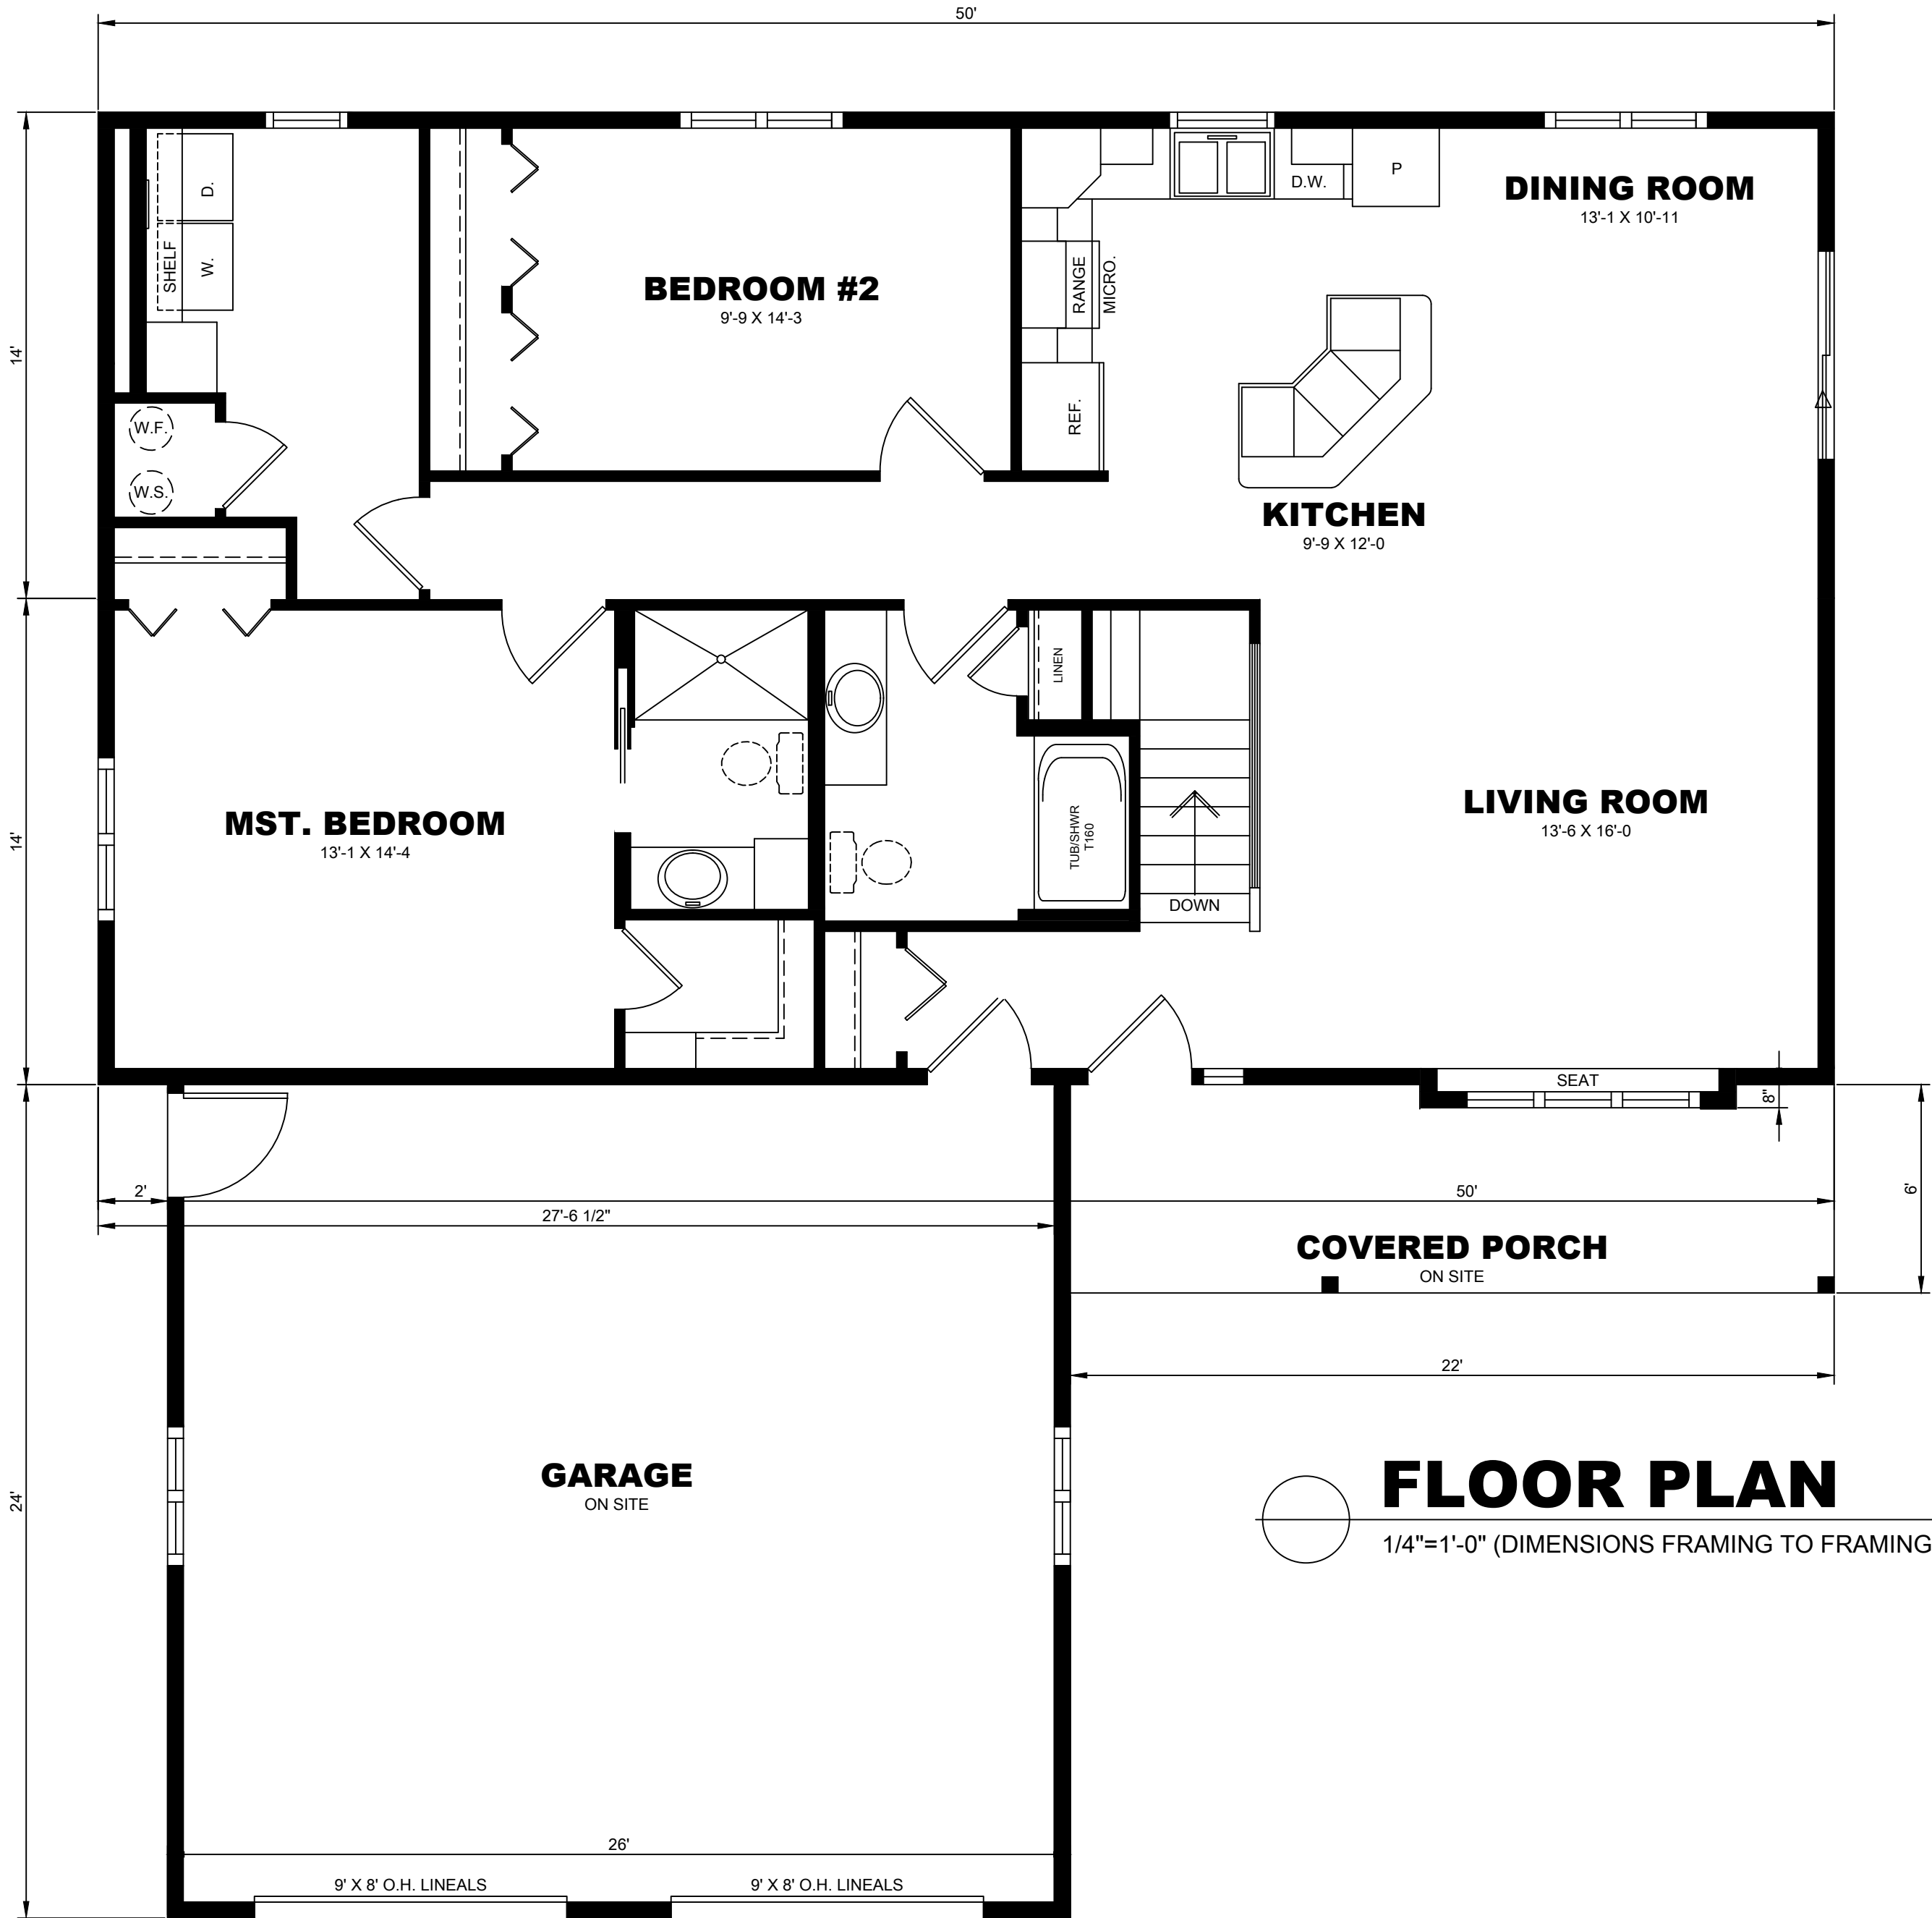 50'
14'
14'
24'
D.
W.
SHELF
W.F.
W.S.
BEDROOM #2
9'-9 X 14'-3
RANGE
MICRO.
REF.
D.W.
P
DINING ROOM
13'-1 X 10'-11
KITCHEN
9'-9 X 12'-0
MST. BEDROOM
13'-1 X 14'-4
LINEN
TUB/SHWR
T160
DOWN
LIVING ROOM
13'-6 X 16'-0
SEAT
8"
2'
50'
6'
27'-6 1/2"
COVERED PORCH
ON SITE
22'
GARAGE
ON SITE
FLOOR PLAN
1/4"=1'-0" (DIMENSIONS FRAMING TO FRAMING
26'
9' X 8' O.H. LINEALS
9' X 8' O.H. LINEALS